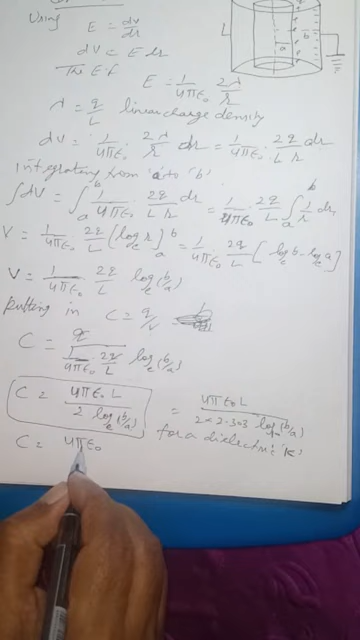 Using E = dv/dr
dv = E dr
The E.f
E = 1/4πε₀ 2λ/r
λ = q/L linear charge density
dv = 1/4πε₀ · 2λ/r dr = 1/4πε₀ · 2q/L r dr
integrating from 'a' to 'b'
∫dv = ∫ₐᵇ 1/4πε₀ · 2q/L r dr = 1/4πε₀ · 2q/L ∫ₐᵇ 1/r dr
V = 1/4πε₀ 2q/L (logₑ r)ₐᵇ = 1/4πε₀ · 2q/L [logₑ b - logₑ a]
V = 1/4πε₀ 2q/L logₑ (b/a)
Putting in C = q/v
C = q / 1/4πε₀ · 2q/L logₑ (b/a)
C = 4πε₀ L / 2 logₑ (b/a) = 4πε₀ L / 2 × 2.303 log₁₀ (b/a)
for a dielectric 'K'
C = 4πε₀
L
a
b